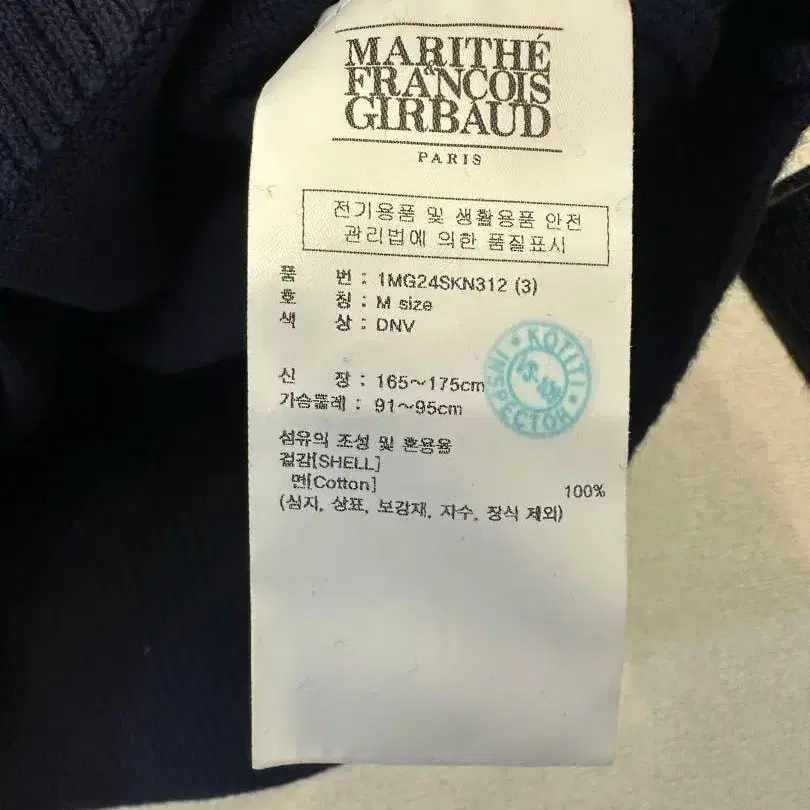 MARITHÉ
FRANCOIS
&
GIRBAUD
PARIS
전기용품 및 생활용품 안전
관리법에 의한 품질표시
품 번 : 1MG24SKN312 (3)
호 칭 : M size
색 상 : DNV
신 장 : 165~175cm
가슴둘레 : 91~95cm
섬유의 조성 및 혼용율
겉감[SHELL]
면[Cotton] 100%
(심지, 상표, 보강재, 자수, 장식 제외)
KOTITI
INSPECTOR